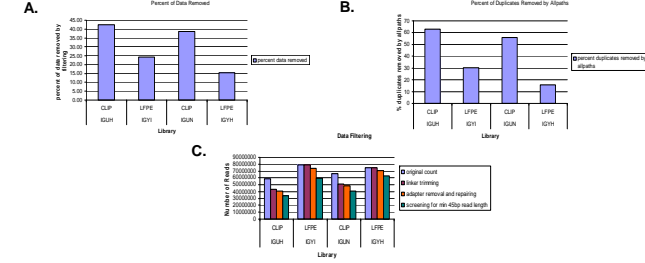 A.
Percent of Data Removed
percent of data removed by filtering
45.00
40.00
35.00
30.00
25.00
20.00
15.00
10.00
5.00
0.00
CLIP LFPE CLIP LFPE
IGUH IGYI IGUN IGYH
Library
percent data removed
B.
Percent of Duplicates Removed by Allpaths
% duplicates removed by allpaths
70
60
50
40
30
20
10
0
CLIP LFPE CLIP LFPE
IGUH IGYI IGUN IGYH
Library
percent duplicates removed by
allpaths
C.
Data Filtering
Number of Reads
90000000
80000000
70000000
60000000
50000000
40000000
30000000
20000000
10000000
0
CLIP LFPE CLIP LFPE
IGUH IGYI IGUN IGYH
Library
original count
linker trimming
adapter removal and repairing
screening for min 45bp read length